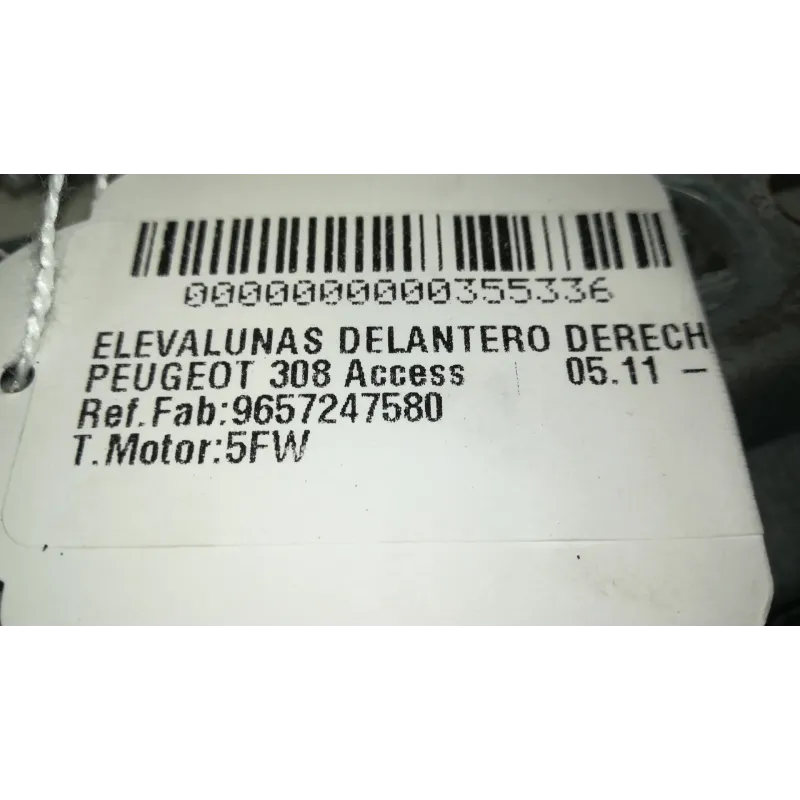 0000000000355336
ELEVALUNAS DELANTERO DERECH
PEUGEOT 308 Access 05.11 -
Ref.Fab:9657247580
T.Motor:5FW